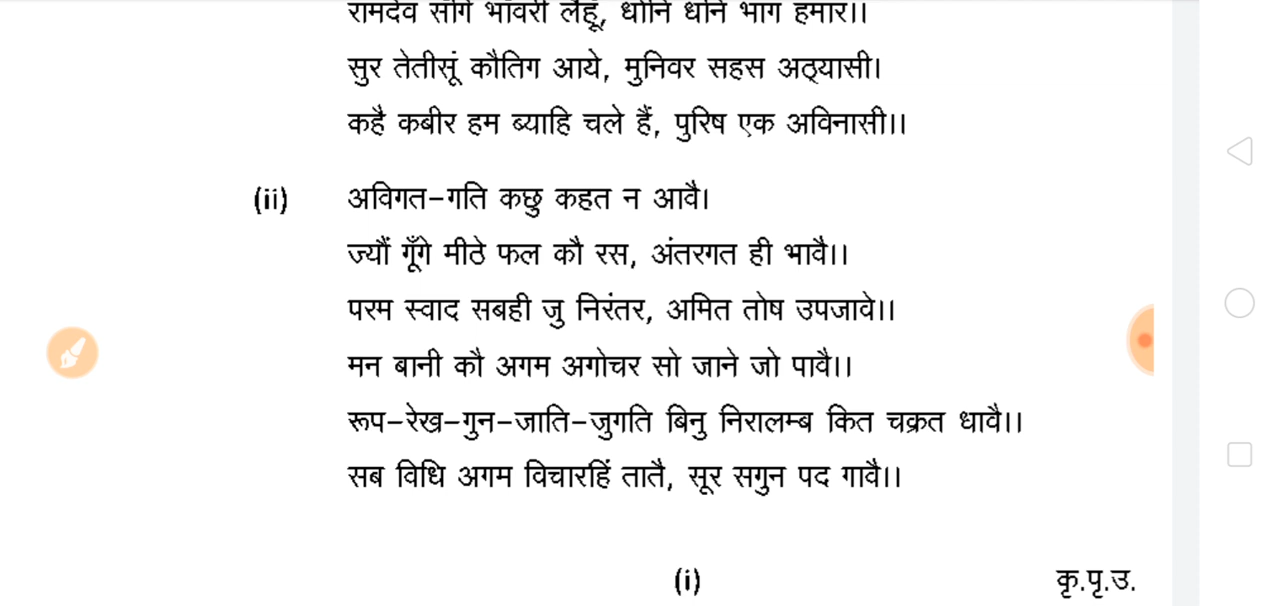 रामदेव सँगि भाँवरी लैहूँ, धंनि धंनि भाग हमार।।
सुर तेतीसूं कौतिग आये, मुनिवर सहस अठ्यासी।
कहै कबीर हम ब्याहि चले हैं, पुरिष एक अविनासी।।
(ii) अविगत-गति कछु कहत न आवै।
ज्यौं गूँगे मीठे फल कौ रस, अंतरगत ही भावै।।
परम स्वाद सबही जु निरंतर, अमित तोष उपजावे।।
मन बानी कौ अगम अगोचर सो जाने जो पावै।।
रूप-रेख-गुन-जाति-जुगति बिनु निरालम्ब कित चक्रत धावै।।
सब विधि अगम विचारहिं तातै, सूर सगुन पद गावै।।
(i) कृ.पृ.उ.